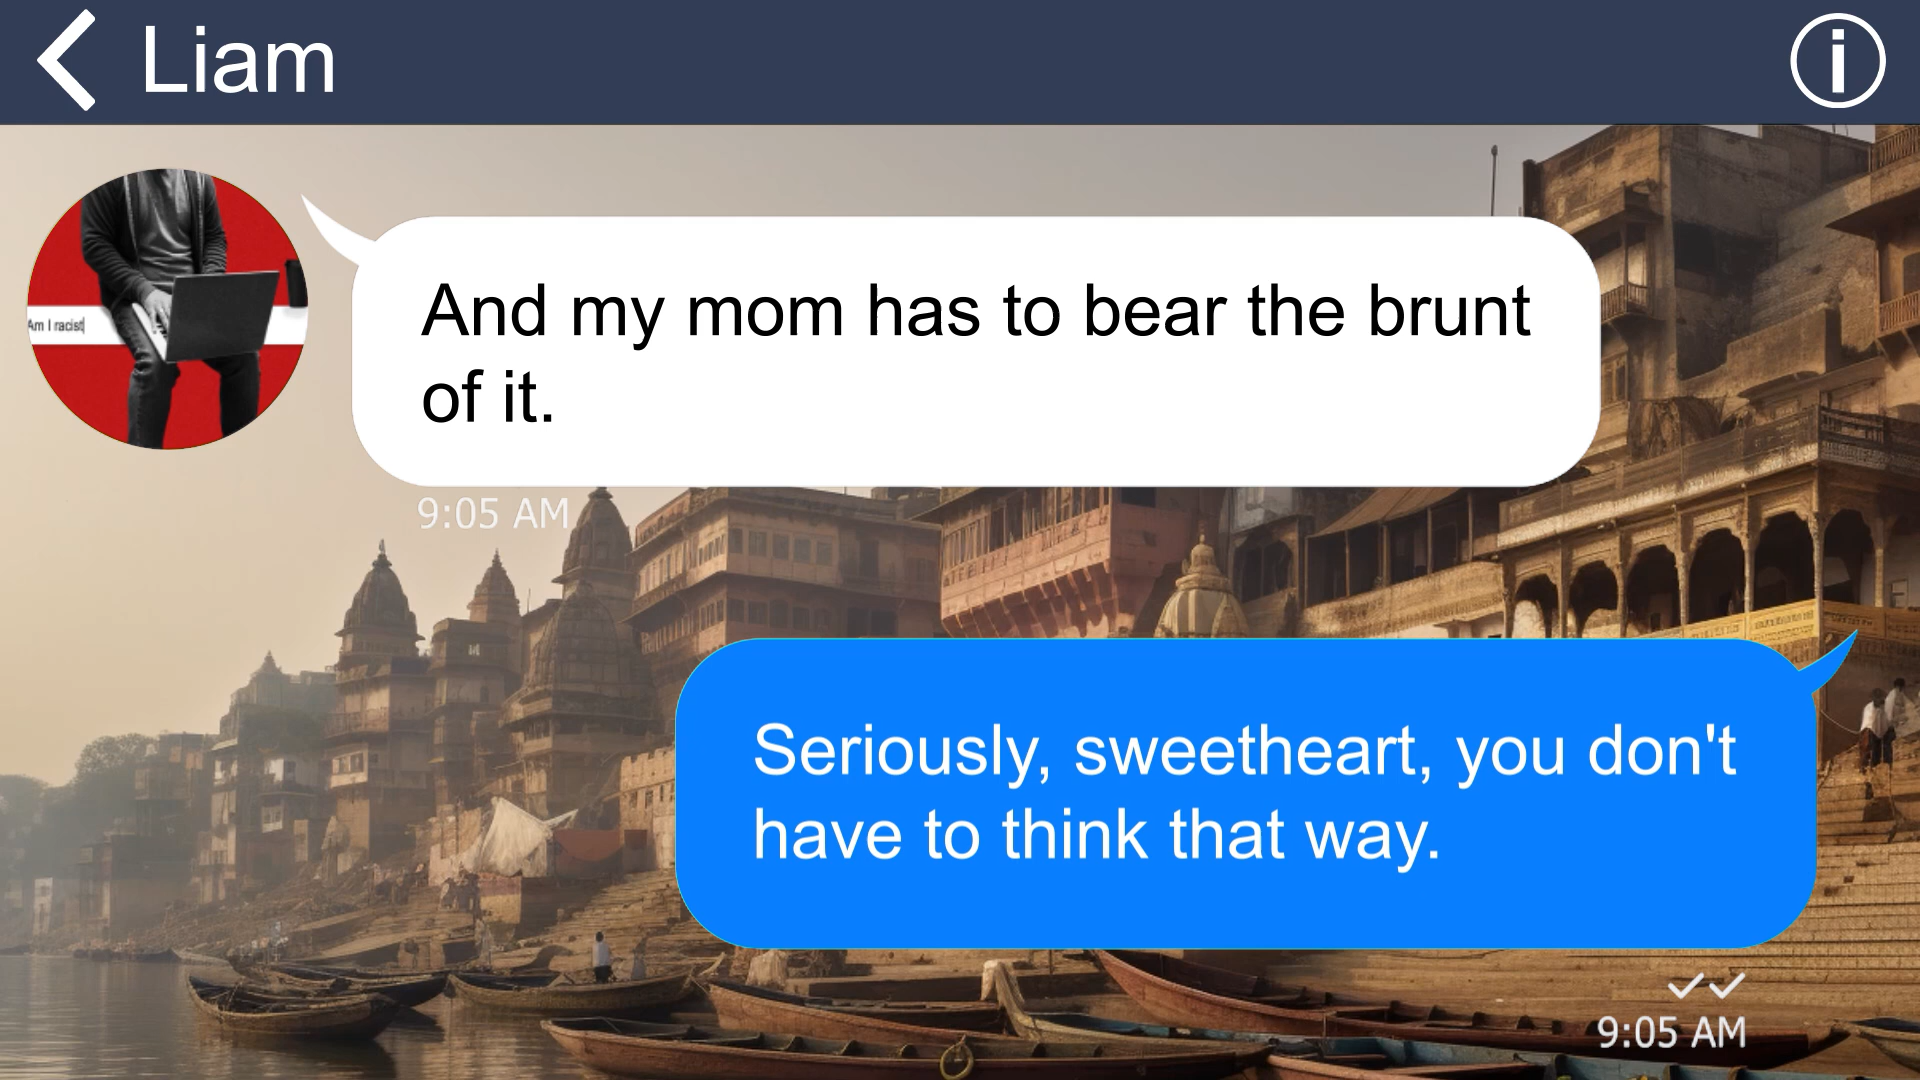 Liam
Am I racist
And my mom has to bear the brunt
of it.
9:05 AM
Seriously, sweetheart, you don't
have to think that way.
9:05 AM